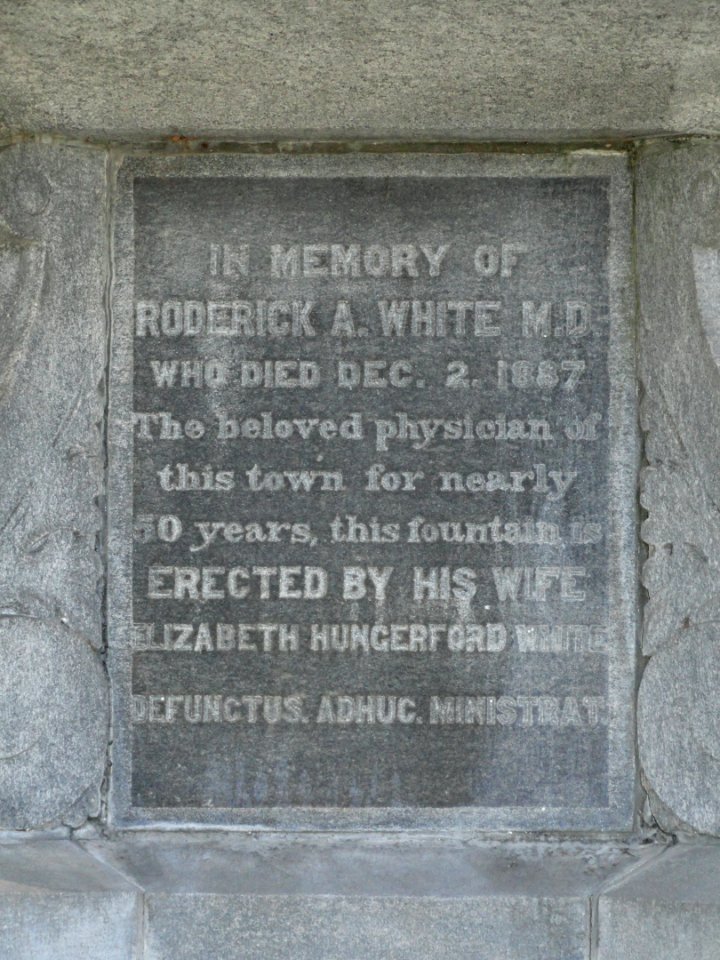 IN MEMORY OF
RODERICK A. WHITE M.D.
WHO DIED DEC. 2. 1887
The beloved physician of
this town for nearly
50 years, this fountain is
ERECTED BY HIS WIFE
ELIZABETH HUNGERFORD WHITE
DEFUNCTUS. ADHUC. MINISTRAT.